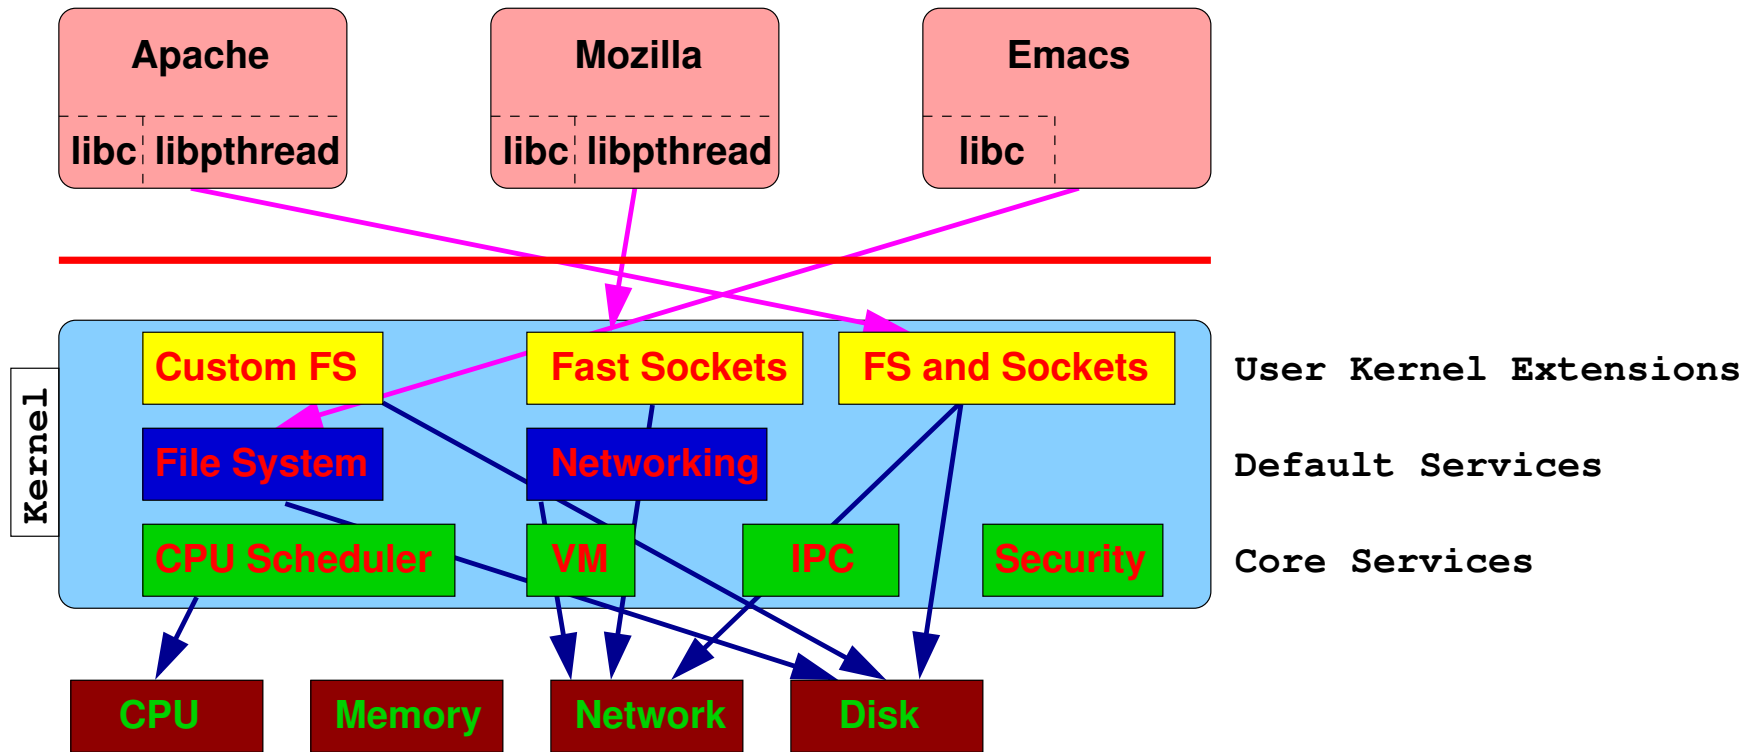 Apache
Mozilla
Emacs
libc libpthread
libc libpthread
libc
Kernel
Custom FS
Fast Sockets
FS and Sockets
User Kernel Extensions
File System
Networking
Default Services
CPU Scheduler
VM
IPC
Security
Core Services
CPU
Memory
Network
Disk